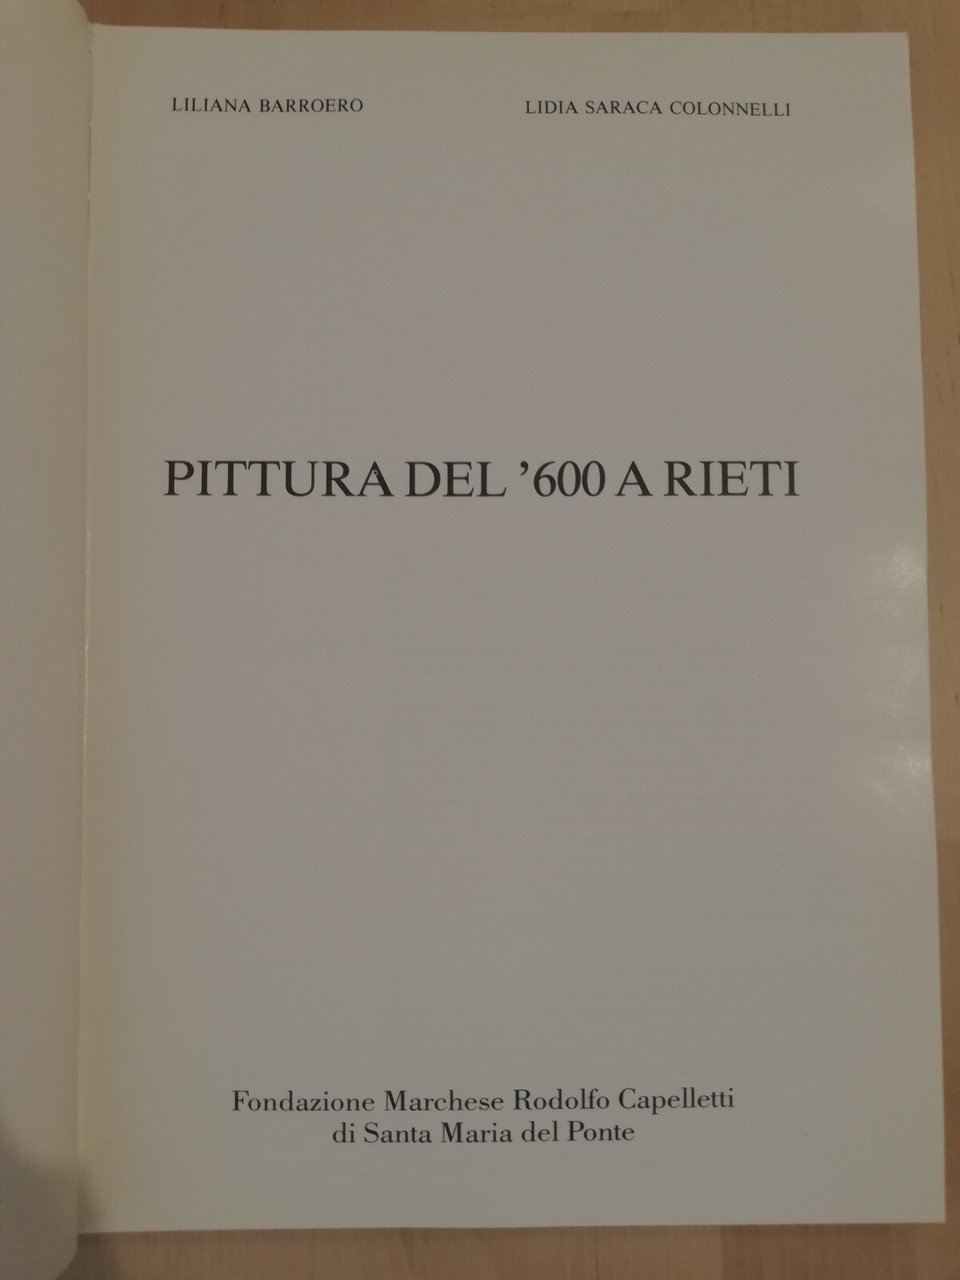 LILIANA BARROERO
LIDIA SARACA COLONNELLI
PITTURA DEL ’600 A RIETI
Fondazione Marchese Rodolfo Capelletti
di Santa Maria del Ponte